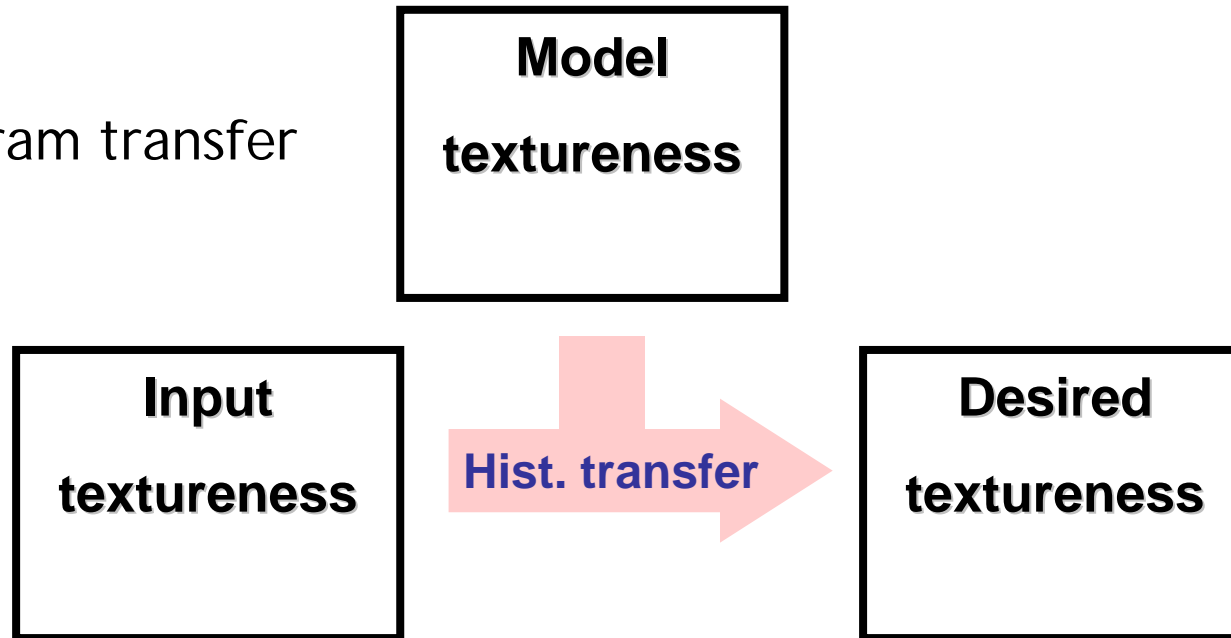 Model
textureness
ram transfer
Input
textureness
Hist. transfer
Desired
textureness